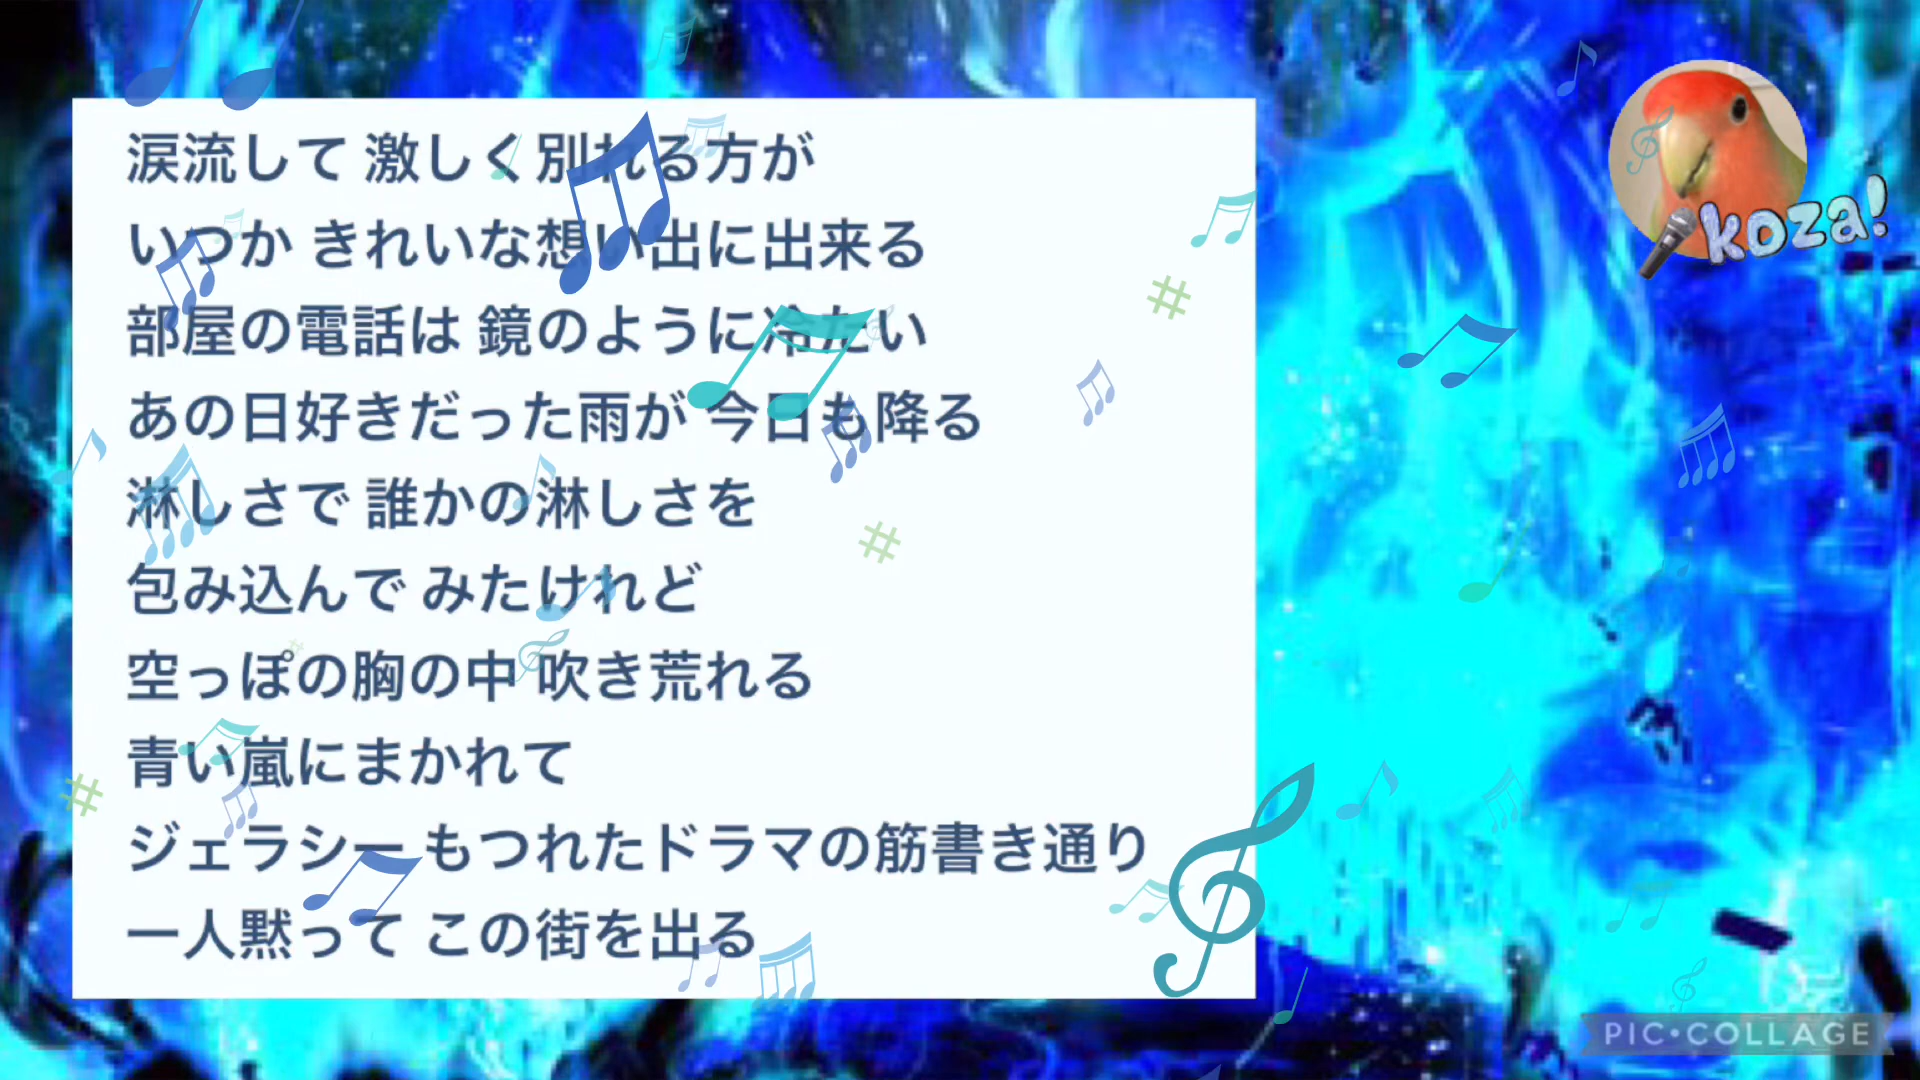 涙流して 激しく別れる方が
いつか きれいな想い出に出来る
部屋の電話は 鏡のように冷たい
あの日好きだった雨が 今日も降る
淋しさで 誰かの淋しさを
包み込んで みたけれど
空っぽの胸の中 吹き荒れる
青い嵐にまかれて
ジェラシー もつれたドラマの筋書き通り
一人黙って この街を出る
koza!
PIC•COLLAGE